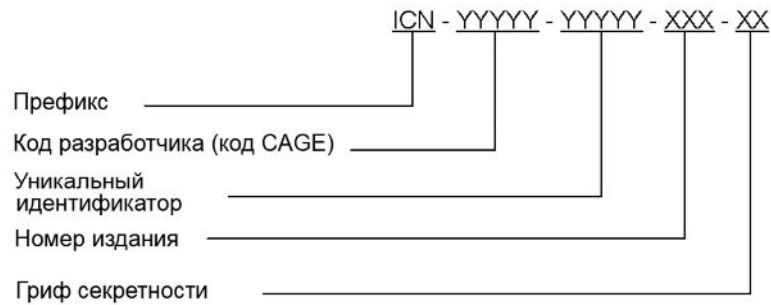 ICN - YYYYY - YYYYY - XXX - XX
Префикс
Код разработчика (код CAGE)
Уникальный
идентификатор
Номер издания
Гриф секретности